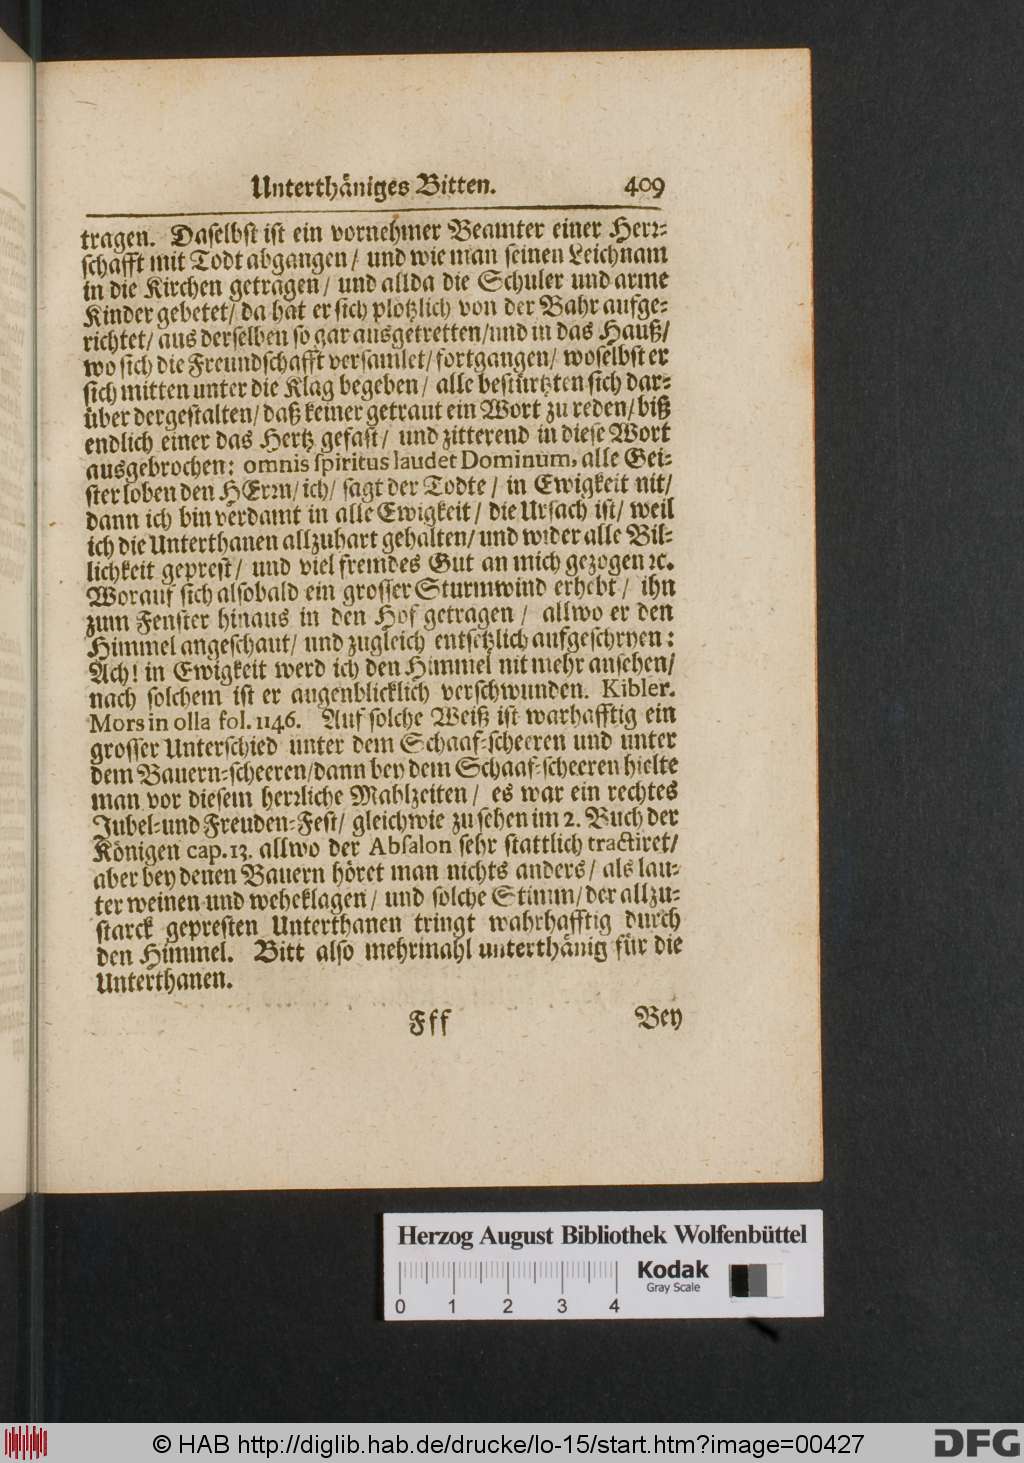 Unterthäniges Bitten. 409
tragen. Daselbst ist ein vornehmer Beamter einer Herr-
schafft mit Todt abgangen / und wie man seinen Leichnam
in die Kirchen getragen / und allda die Schuler und arme
Kinder gebetet / da hat er sich plötzlich von der Bahr aufge-
richtet / aus derselben so gar ausgetretten / und in das Hauß /
wo sich die Freundschafft versamlet / fortgangen / woselbst er
sich mitten unter die Klag begeben / alle bestürtzten sich dar-
über dergestalten / daß keiner getraut ein Wort zu reden / biß
endlich einer das Hertz gefast / und zitterend in diese Wort
ausgebrochen: omnis spiritus laudet Dominum, alle Gei-
ster loben den HErrn / ich / sagt der Todte / in Ewigkeit nit /
dann ich bin verdamt in alle Ewigkeit / die Ursach ist / weil
ich die Unterthanen allzuhart gehalten / und wider alle Bil-
lichkeit geprest / und viel fremdes Gut an mich gezogen ꝛc.
Worauf sich alsobald ein grosser Sturmwind erhebt / ihn
zum Fenster hinaus in den Hof getragen / allwo er den
Himmel angeschaut / und zugleich entsetzlich aufgeschryen:
Ach! in Ewigkeit werd ich den Himmel nit mehr ansehen /
nach solchem ist er augenblicklich verschwunden. Kibler.
Mors in olla fol. 1146. Auf solche Weiß ist warhafftig ein
grosser Unterschied unter dem Schaaf-scheeren und unter
dem Bauern-scheeren / dann bey dem Schaaf-scheeren hielte
man vor diesem herrliche Mahlzeiten / es war ein rechtes
Jubel- und Freuden-Fest / gleichwie zu sehen im 2. Buch der
Königen cap. 13. allwo der Absalon sehr stattlich tractiret /
aber bey denen Bauern höret man nichts anders / als lau-
ter weinen und weheklagen / und solche Stimm / der allzu-
starck gepresten Unterthanen tringt wahrhafftig durch
den Himmel. Bitt also mehrmahl unterthänig für die
Unterthanen.
Fff Bey
Herzog August Bibliothek Wolfenbüttel
Kodak
Gray Scale
0 1 2 3 4
© HAB http://diglib.hab.de/drucke/lo-15/start.htm?image=00427
DFG